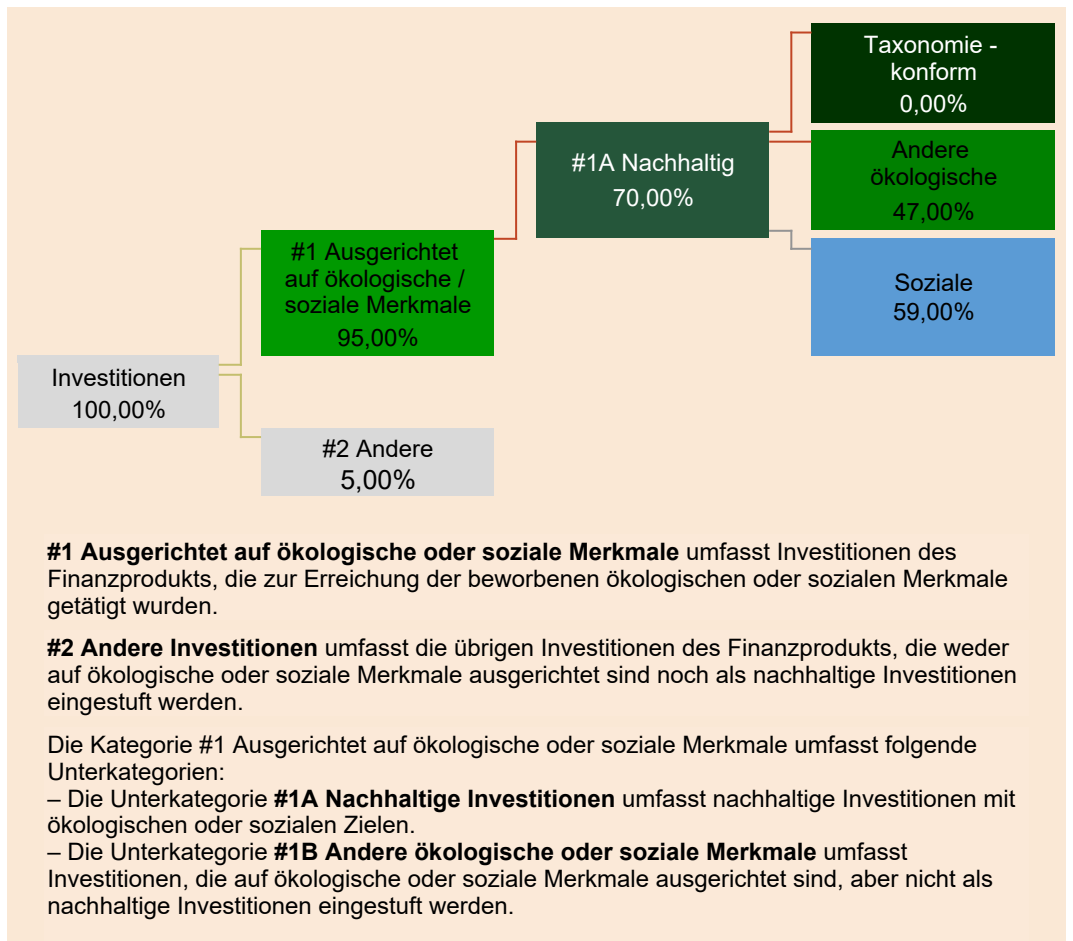 Taxonomie -
konform
0,00%
#1A Nachhaltig
70,00%
Andere
ökologische
47,00%
#1 Ausgerichtet
auf ökologische /
soziale Merkmale
95,00%
Soziale
59,00%
Investitionen
100,00%
#2 Andere
5,00%
#1 Ausgerichtet auf ökologische oder soziale Merkmale umfasst Investitionen des
Finanzprodukts, die zur Erreichung der beworbenen ökologischen oder sozialen Merkmale
getätigt wurden.
#2 Andere Investitionen umfasst die übrigen Investitionen des Finanzprodukts, die weder
auf ökologische oder soziale Merkmale ausgerichtet sind noch als nachhaltige Investitionen
eingestuft werden.
Die Kategorie #1 Ausgerichtet auf ökologische oder soziale Merkmale umfasst folgende
Unterkategorien:
– Die Unterkategorie #1A Nachhaltige Investitionen umfasst nachhaltige Investitionen mit
ökologischen oder sozialen Zielen.
– Die Unterkategorie #1B Andere ökologische oder soziale Merkmale umfasst
Investitionen, die auf ökologische oder soziale Merkmale ausgerichtet sind, aber nicht als
nachhaltige Investitionen eingestuft werden.